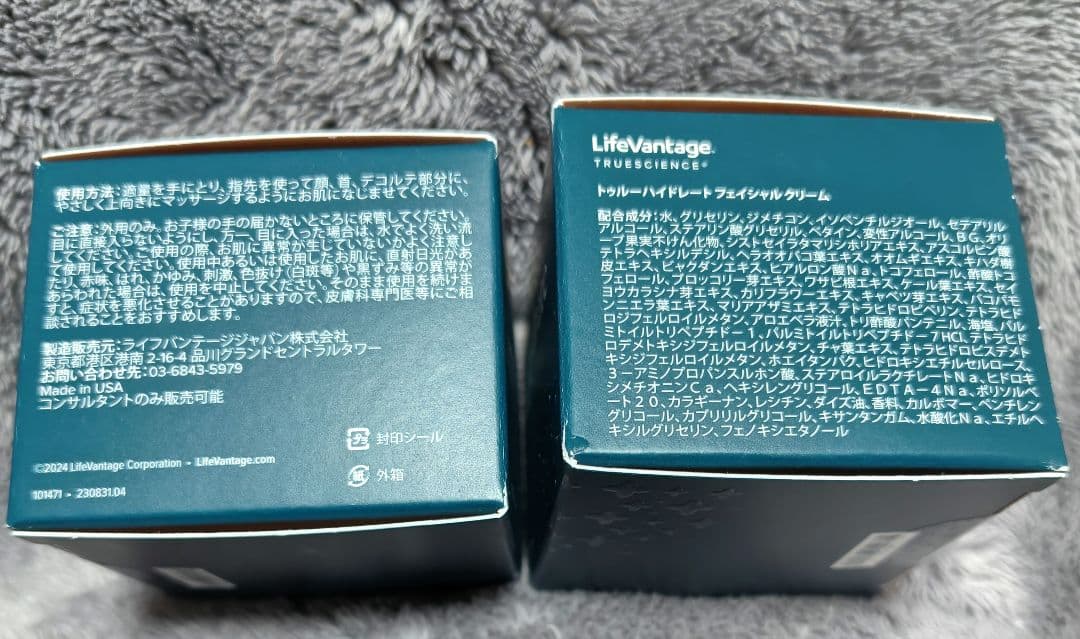 使用方法：適量を手にとり、指先を使って顔、首、デコルテ部分に、
やさしく上向きにマッサージするようにお肌になじませてください。
ご注意：外用のみ。お子様の手の届かないところに保管してください。
目に直接入らないようにし、万一、目に入った場合は、水でよく洗い流
してください。ご使用の際、お肌に異常が生じていないかよく注意し
て使用してください。使用中あるいは使用したお肌に、直射日光があ
たり、赤味、はれ、かゆみ、刺激、色抜け（白斑等）や黒ずみ等の異常が
あらわれた場合は、使用を中止してください。そのまま使用を続けま
すと、症状を悪化させることがありますので、皮膚科専門医等にご相
談されることをおすすめします。
製造販売元：ライフバンテージジャパン株式会社
東京都港区港南 2-16-4 品川グランドセントラルタワー
お問い合わせ先：03-6843-5979
Made in USA
コンサルタントのみ販売可能
プラ 封印シール
紙 外箱
©2024 LifeVantage Corporation • LifeVantage.com
101471 • 230831.04
LifeVantage®
TRUESCIENCE®
トゥルーハイドレート フェイシャル クリーム
配合成分：水、グリセリン、ジメチコン、イソペンチルジオール、セテアリル
アルコール、ステアリン酸グリセリル、ベタイン、変性アルコール、ＢＧ、オリ
ーブ果実不けん化物、シストセイラタマリシホリアエキス、アスコルビン酸
テトラヘキシルデシル、ヘラオオバコ葉エキス、オオムギエキス、キハダ樹
皮エキス、ビャクダンエキス、ヒアルロン酸Ｎａ、トコフェロール、酢酸トコ
フェロール、ブロッコリー芽エキス、ワサビ根エキス、ケール葉エキス、セイ
ヨウカラシナ芽エキス、カリフラワーエキス、キャベツ芽エキス、バコパモ
ンニエラ葉エキス、マリアアザミエキス、テトラヒドロピペリン、テトラヒド
ロジフェルロイルメタン、アロエベラ液汁、トリ酢酸パンテニル、海塩、パル
ミトイルトリペプチド－１、パルミトイルトリペプチド－７ＨＣＬ、テトラヒド
ロデメトキシジフェルロイルメタン、チャ葉エキス、テトラヒドロビスデメト
キシジフェルロイルメタン、ホエイタンパク、ヒドロキシエチルセルロース、
３－アミノプロパンスルホン酸、ステアロイルラクチレートＮａ、ヒドロキ
シメチオニンＣａ、ヘキシレングリコール、ＥＤＴＡ－４Ｎａ、ポリソルベ
ート２０、カラギーナン、レシチン、ダイズ油、香料、カルボマー、ペンチレン
グリコール、カプリリルグリコール、キサンタンガム、水酸化Ｎａ、エチルヘ
キシルグリセリン、フェノキシエタノール